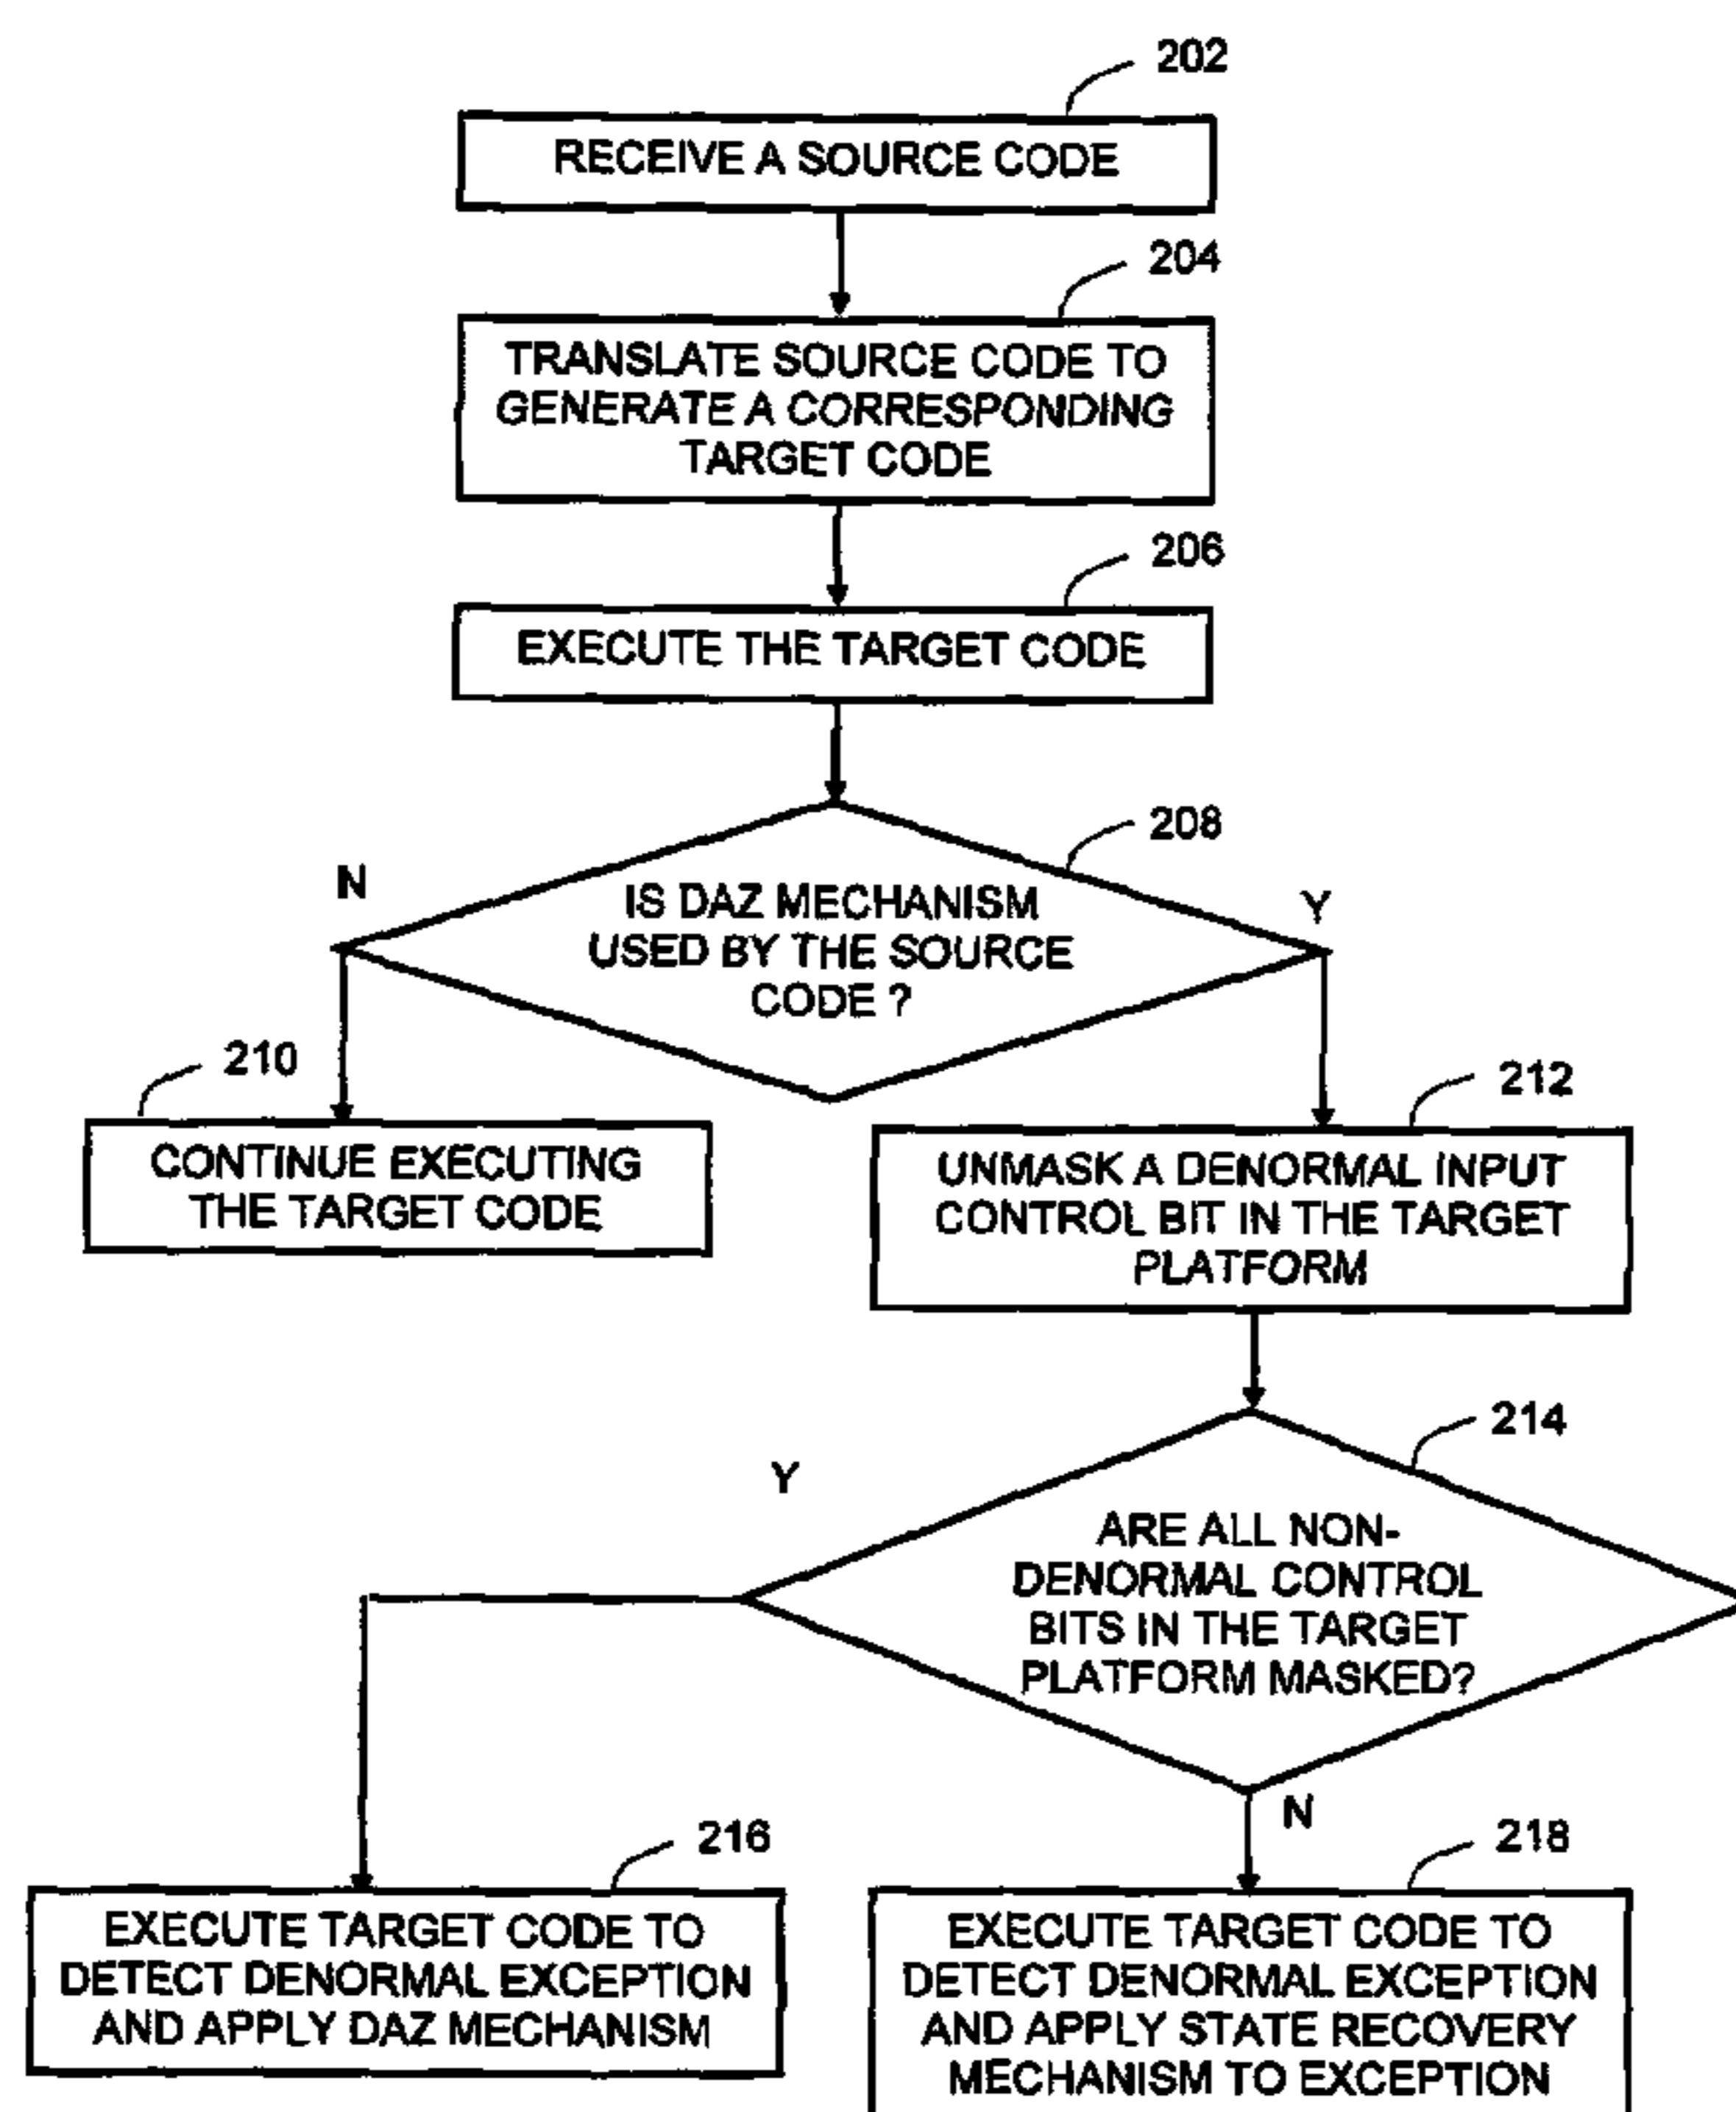 202
RECEIVE A SOURCE CODE
204
TRANSLATE SOURCE CODE TO
GENERATE A CORRESPONDING
TARGET CODE
206
EXECUTE THE TARGET CODE
208
N
IS DAZ MECHANISM
USED BY THE SOURCE
CODE ?
Y
210
CONTINUE EXECUTING
THE TARGET CODE
212
UNMASK A DENORMAL INPUT
CONTROL BIT IN THE TARGET
PLATFORM
214
Y
ARE ALL NON-
DENORMAL CONTROL
BITS IN THE TARGET
PLATFORM MASKED?
N
216
EXECUTE TARGET CODE TO
DETECT DENORMAL EXCEPTION
AND APPLY DAZ MECHANISM
218
EXECUTE TARGET CODE TO
DETECT DENORMAL EXCEPTION
AND APPLY STATE RECOVERY
MECHANISM TO EXCEPTION